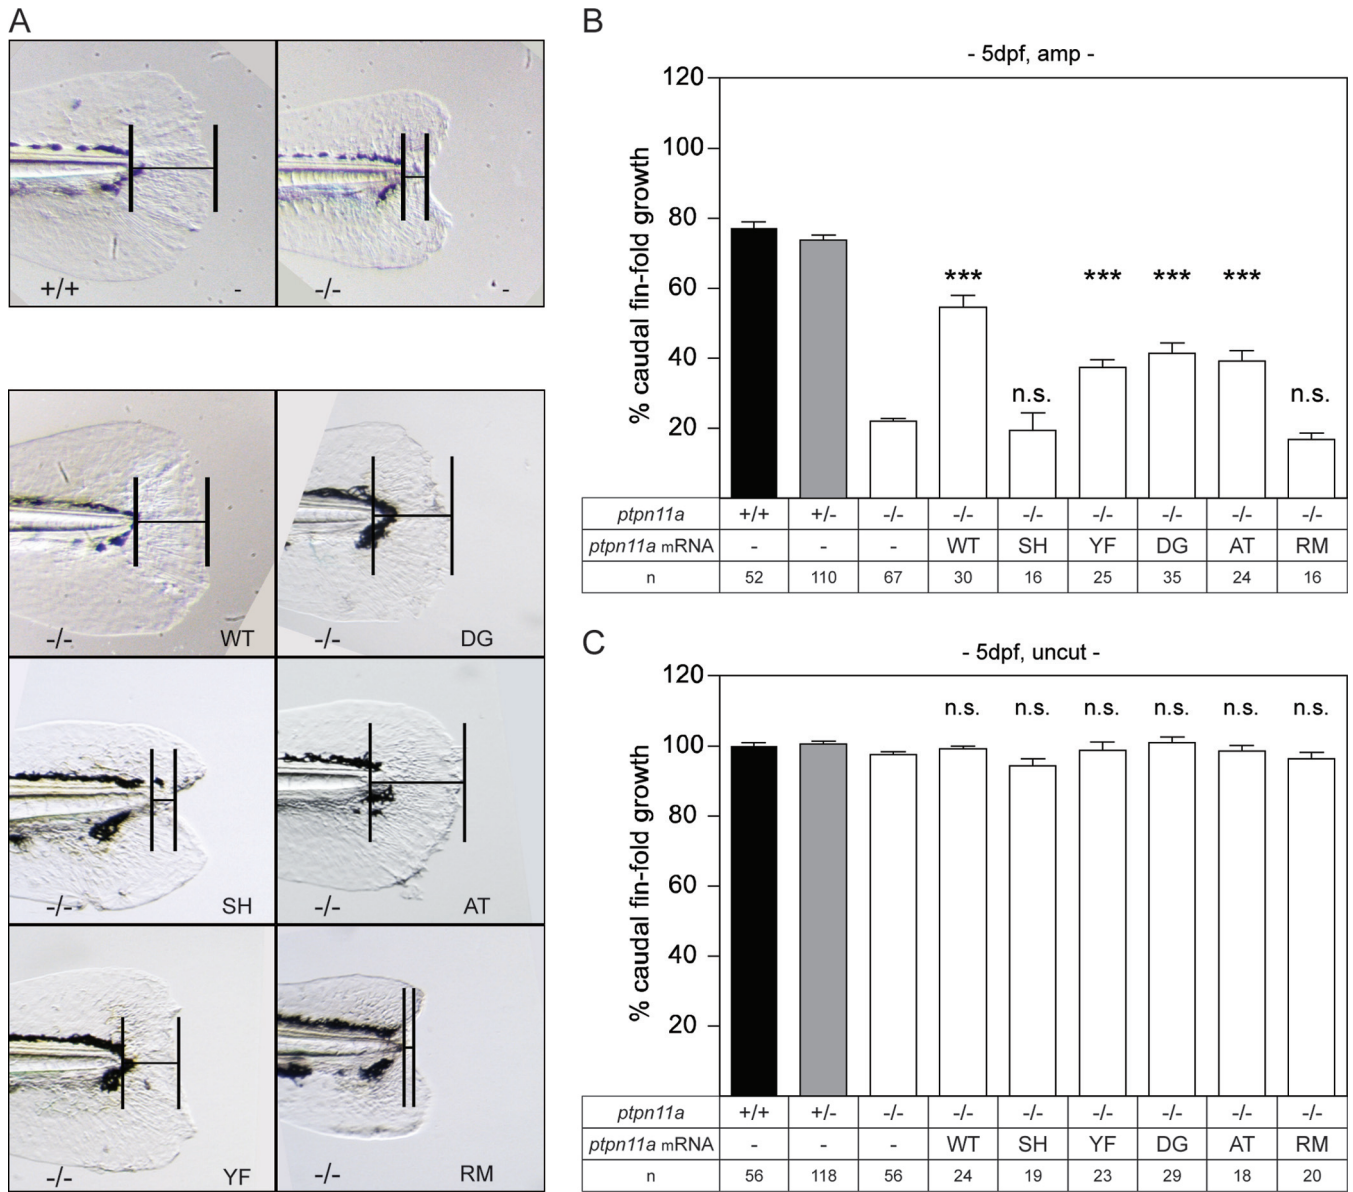 A
+/+ -
-/- -
-/- WT
-/- DG
-/- SH
-/- AT
-/- YF
-/- RM
B
- 5dpf, amp -
% caudal fin-fold growth
120
100
80
60
40
20
*** n.s. *** *** *** n.s.
ptpn11a +/+ +/- -/- -/- -/- -/- -/- -/- -/-
ptpn11a mRNA - - - WT SH YF DG AT RM
n 52 110 67 30 16 25 35 24 16
C
- 5dpf, uncut -
% caudal fin-fold growth
120
100
80
60
40
20
n.s. n.s. n.s. n.s. n.s. n.s.
ptpn11a +/+ +/- -/- -/- -/- -/- -/- -/- -/-
ptpn11a mRNA - - - WT SH YF DG AT RM
n 56 118 56 24 19 23 29 18 20